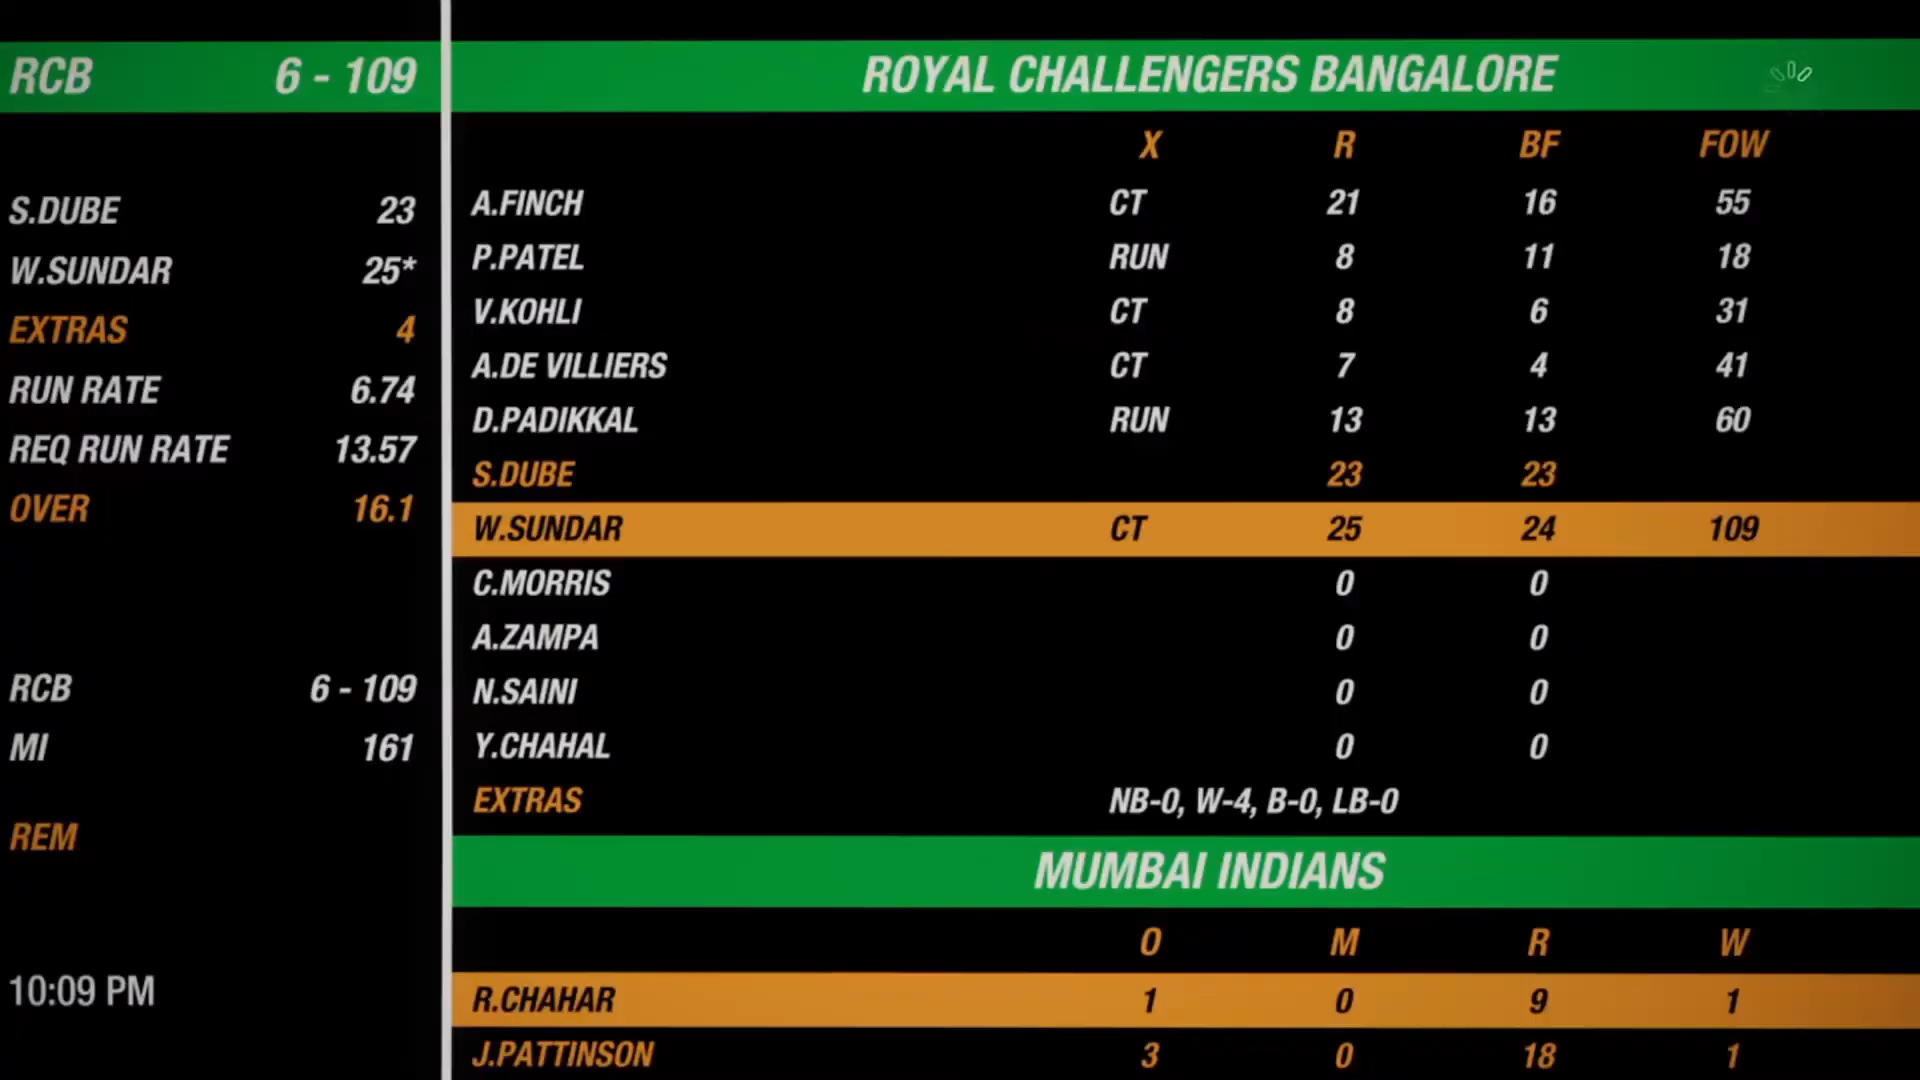 RCB 6 - 109
S.DUBE 23
W.SUNDAR 25*
EXTRAS 4
RUN RATE 6.74
REQ RUN RATE 13.57
OVER 16.1
RCB 6 - 109
MI 161
REM
10:09 PM
ROYAL CHALLENGERS BANGALORE
X R BF FOW
A.FINCH CT 21 16 55
P.PATEL RUN 8 11 18
V.KOHLI CT 8 6 31
A.DE VILLIERS CT 7 4 41
D.PADIKKAL RUN 13 13 60
S.DUBE 23 23
W.SUNDAR CT 25 24 109
C.MORRIS 0 0
A.ZAMPA 0 0
N.SAINI 0 0
Y.CHAHAL 0 0
EXTRAS NB-0, W-4, B-0, LB-0
MUMBAI INDIANS
O M R W
R.CHAHAR 1 0 9 1
J.PATTINSON 3 0 18 1